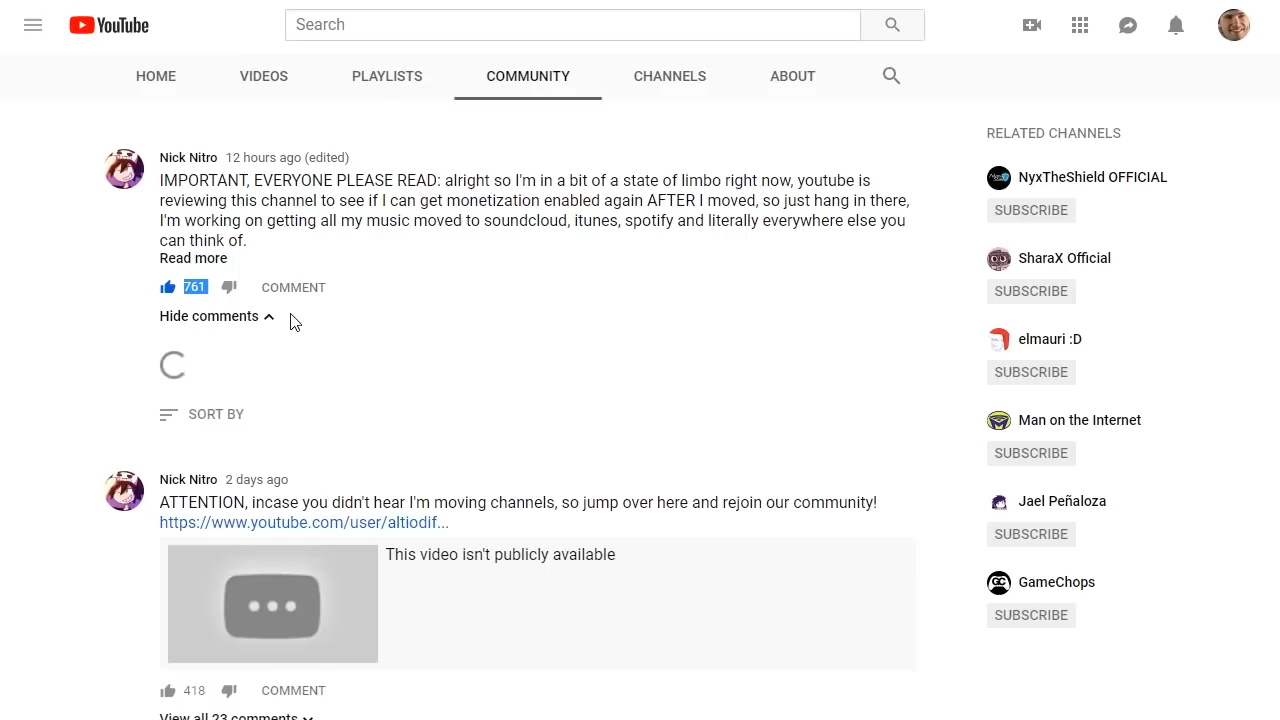 YouTube
Search
HOME
VIDEOS
PLAYLISTS
COMMUNITY
CHANNELS
ABOUT
Nick Nitro 12 hours ago (edited)
IMPORTANT, EVERYONE PLEASE READ: alright so I'm in a bit of a state of limbo right now, youtube is
reviewing this channel to see if I can get monetization enabled again AFTER I moved, so just hang in there,
I'm working on getting all my music moved to soundcloud, itunes, spotify and literally everywhere else you
can think of.
Read more
761 COMMENT
Hide comments
SORT BY
Nick Nitro 2 days ago
ATTENTION, incase you didn't hear I'm moving channels, so jump over here and rejoin our community!
https://www.youtube.com/user/altiodif...
This video isn't publicly available
418 COMMENT
View all 23 comments
RELATED CHANNELS
NyxTheShield OFFICIAL
SUBSCRIBE
SharaX Official
SUBSCRIBE
elmauri :D
SUBSCRIBE
Man on the Internet
SUBSCRIBE
Jael Peñaloza
SUBSCRIBE
GC
GameChops
SUBSCRIBE